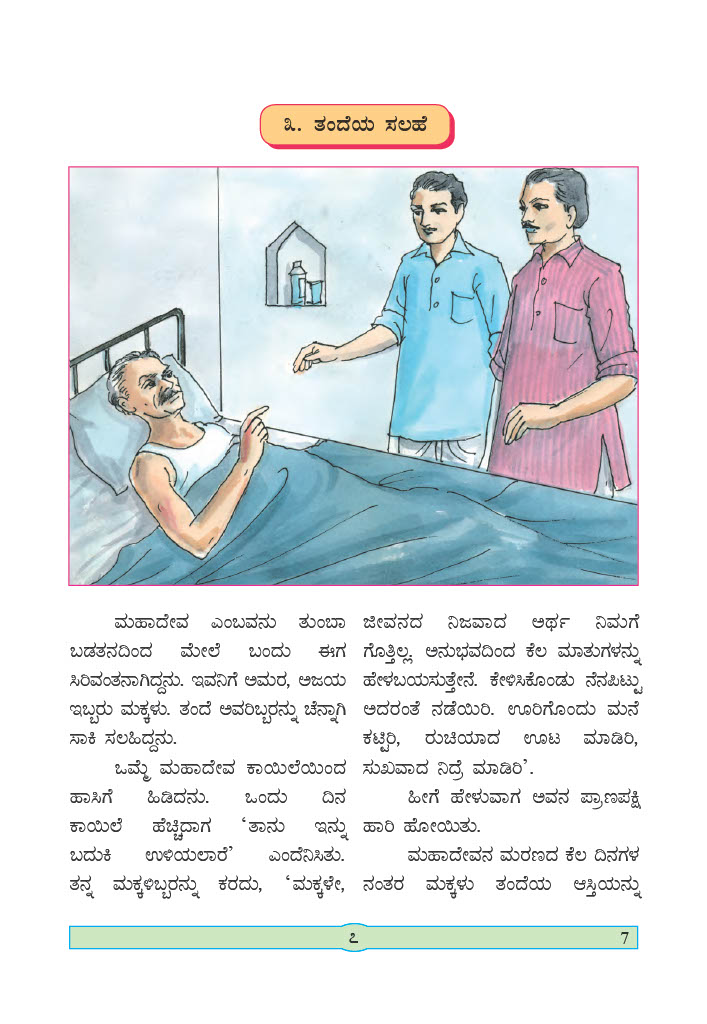 ೩. ತಂದೆಯ ಸಲಹೆ
ಮಹಾದೇವ ಎಂಬವನು ತುಂಬಾ
ಬಡತನದಿಂದ ಮೇಲೆ ಬಂದು ಈಗ
ಸಿರಿವಂತನಾಗಿದ್ದನು. ಇವನಿಗೆ ಅಮರ, ಅಜಯ
ಇಬ್ಬರು ಮಕ್ಕಳು. ತಂದೆ ಅವರಿಬ್ಬರನ್ನು ಚೆನ್ನಾಗಿ
ಸಾಕಿ ಸಲಹಿದ್ದನು.
ಒಮ್ಮೆ ಮಹಾದೇವ ಕಾಯಿಲೆಯಿಂದ
ಹಾಸಿಗೆ ಹಿಡಿದನು. ಒಂದು ದಿನ
ಕಾಯಿಲೆ ಹೆಚ್ಚಿದಾಗ ‘ತಾನು ಇನ್ನು
ಬದುಕಿ ಉಳಿಯಲಾರೆ’ ಎಂದೆನಿಸಿತು.
ತನ್ನ ಮಕ್ಕಳಿಬ್ಬರನ್ನು ಕರದು, ‘ಮಕ್ಕಳೇ,
ಜೀವನದ ನಿಜವಾದ ಅರ್ಥ ನಿಮಗೆ
ಗೊತ್ತಿಲ್ಲ. ಅನುಭವದಿಂದ ಕೆಲ ಮಾತುಗಳನ್ನು
ಹೇಳಬಯಸುತ್ತೇನೆ. ಕೇಳಿಸಿಕೊಂಡು ನೆನಪಿಟ್ಟು
ಅದರಂತೆ ನಡೆಯಿರಿ. ಊರಿಗೊಂದು ಮನೆ
ಕಟ್ಟಿರಿ, ರುಚಿಯಾದ ಊಟ ಮಾಡಿರಿ,
ಸುಖವಾದ ನಿದ್ರೆ ಮಾಡಿರಿ’.
ಹೀಗೆ ಹೇಳುವಾಗ ಅವನ ಪ್ರಾಣಪಕ್ಷಿ
ಹಾರಿ ಹೋಯಿತು.
ಮಹಾದೇವನ ಮರಣದ ಕೆಲ ದಿನಗಳ
ನಂತರ ಮಕ್ಕಳು ತಂದೆಯ ಆಸ್ತಿಯನ್ನು
೭
7